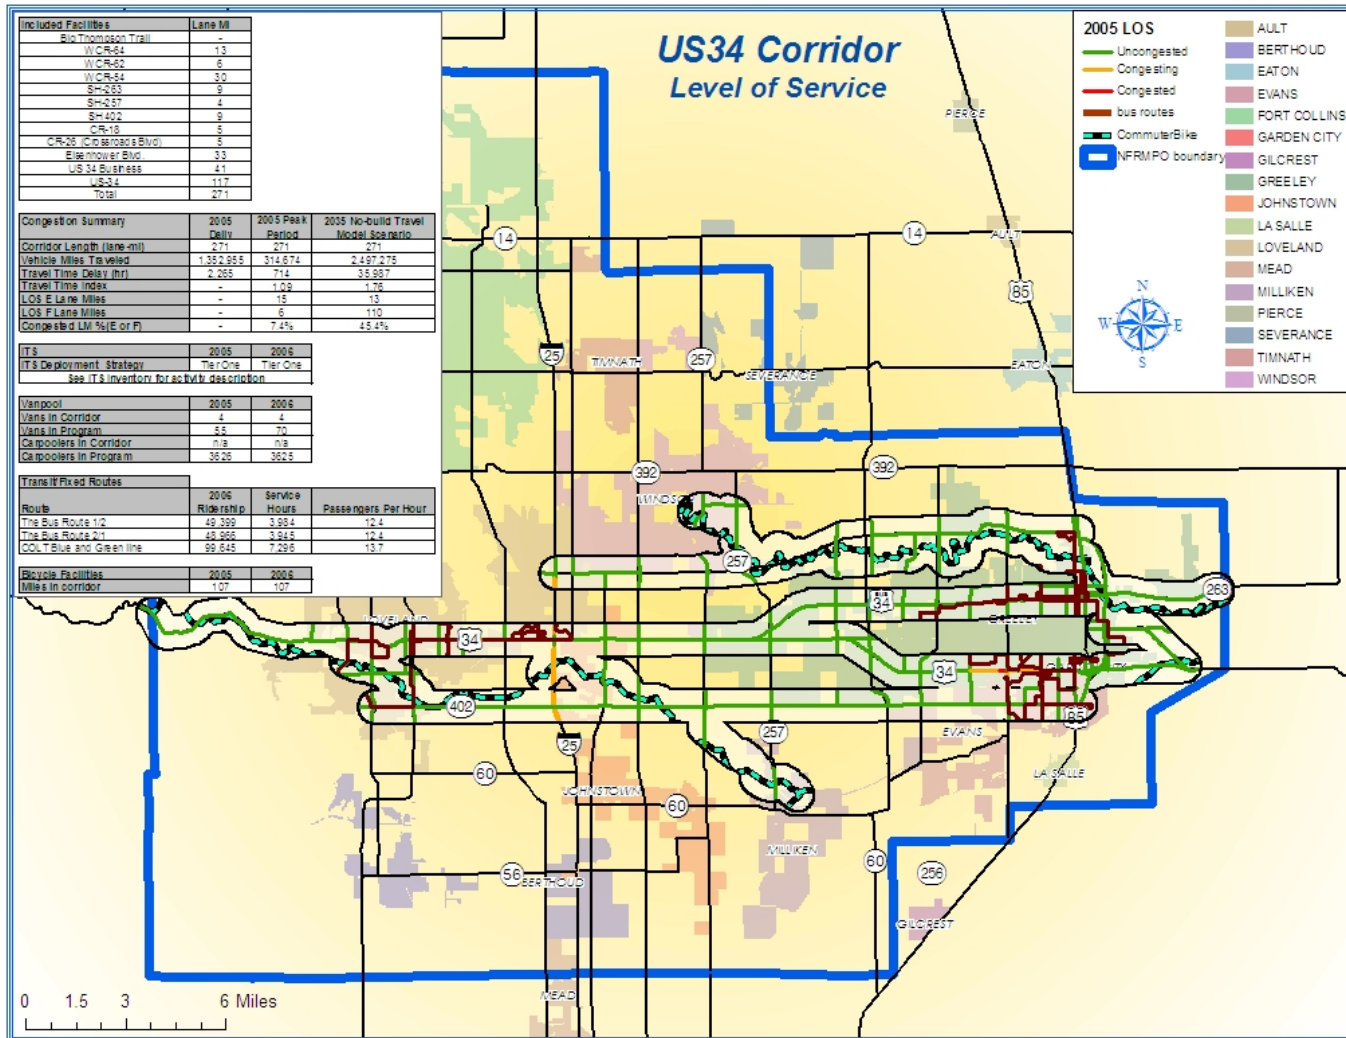 US34 Corridor
Level of Service
Included Facilities Lane Mi
Big Thompson Trail -
WCR-64 13
WCR-62 6
WCR-54 30
SH-263 9
SH-257 4
SH 402 9
CR-18 5
CR-26 (Crossroads Blvd) 5
Eisenhower Blvd. 33
US 34 Business 41
US-34 117
Total 271
Congestion Summary 2005 Daily 2005 Peak Period 2035 No-build Travel Model Scenario
Corridor Length (lane-mi) 271 271 271
Vehicle Miles Traveled 1,352,955 314,674 2,497,275
Travel Time Delay (hr) 2,265 714 35,987
Travel Time Index - 1.09 1.76
LOS E Lane Miles - 15 13
LOS F Lane Miles - 6 110
Congested LM % (E or F) - 7.4% 45.4%
ITS 2005 2006
ITS Deployment Strategy Tier One Tier One
See ITS inventory for activity description
Vanpool 2005 2006
Vans in Corridor 4 4
Vans in Program 55 70
Carpoolers in Corridor n/a n/a
Carpoolers in Program 3626 3625
Transit Fixed Routes
Route 2006 Ridership Service Hours Passengers Per Hour
The Bus Route 1/2 49,399 3,984 12.4
The Bus Route 2/1 48,966 3,945 12.4
COLT Blue and Green line 99,645 7,296 13.7
Bicycle Facilities 2005 2006
Miles in corridor 107 107
2005 LOS
Uncongested
Congesting
Congested
bus routes
CommuterBike
NFRMPO boundary
AULT
BERTHOUD
EATON
EVANS
FORT COLLINS
GARDEN CITY
GILCREST
GREELEY
JOHNSTOWN
LA SALLE
LOVELAND
MEAD
MILLIKEN
PIERCE
SEVERANCE
TIMNATH
WINDSOR
N
W E
S
PIERCE
14
14
AULT
85
25
TIMNATH
257
SEVERANCE
EATON
392
392
WINDSOR
257
263
34
LOVELAND
34
GREELEY
34
402
85
25
257
EVANS
60
LA SALLE
JOHNSTOWN
60
MILLIKEN
60
256
56
BERTHOUD
GILCREST
MEAD
0 1.5 3 6 Miles